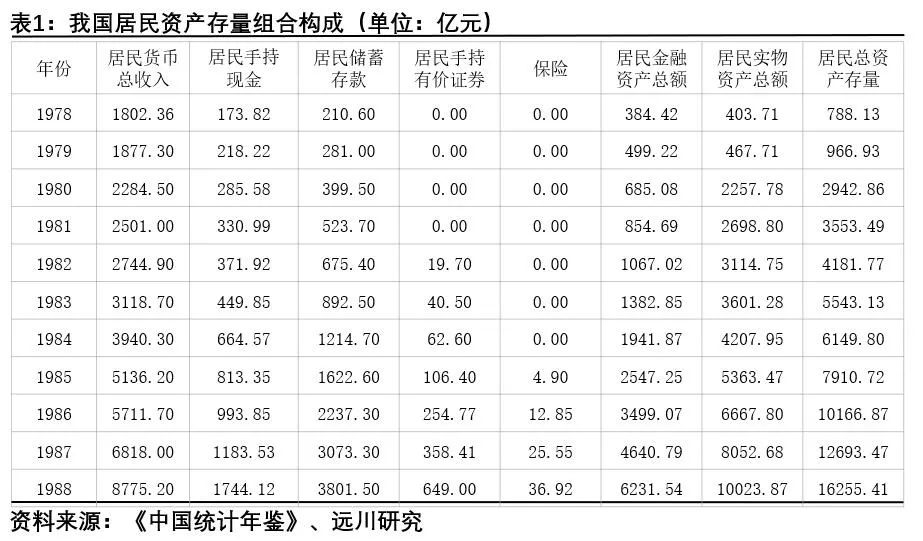 表1：我国居民资产存量组合构成（单位：亿元）
年份 居民货币总收入 居民手持现金 居民储蓄存款 居民手持有价证券 保险 居民金融资产总额 居民实物资产总额 居民总资产存量
1978 1802.36 173.82 210.60 0.00 0.00 384.42 403.71 788.13
1979 1877.30 218.22 281.00 0.00 0.00 499.22 467.71 966.93
1980 2284.50 285.58 399.50 0.00 0.00 685.08 2257.78 2942.86
1981 2501.00 330.99 523.70 0.00 0.00 854.69 2698.80 3553.49
1982 2744.90 371.92 675.40 19.70 0.00 1067.02 3114.75 4181.77
1983 3118.70 449.85 892.50 40.50 0.00 1382.85 3601.28 5543.13
1984 3940.30 664.57 1214.70 62.60 0.00 1941.87 4207.95 6149.80
1985 5136.20 813.35 1622.60 106.40 4.90 2547.25 5363.47 7910.72
1986 5711.70 993.85 2237.30 254.77 12.85 3499.07 6667.80 10166.87
1987 6818.00 1183.53 3073.30 358.41 25.55 4640.79 8052.68 12693.47
1988 8775.20 1744.12 3801.50 649.00 36.92 6231.54 10023.87 16255.41
资料来源：《中国统计年鉴》、远川研究